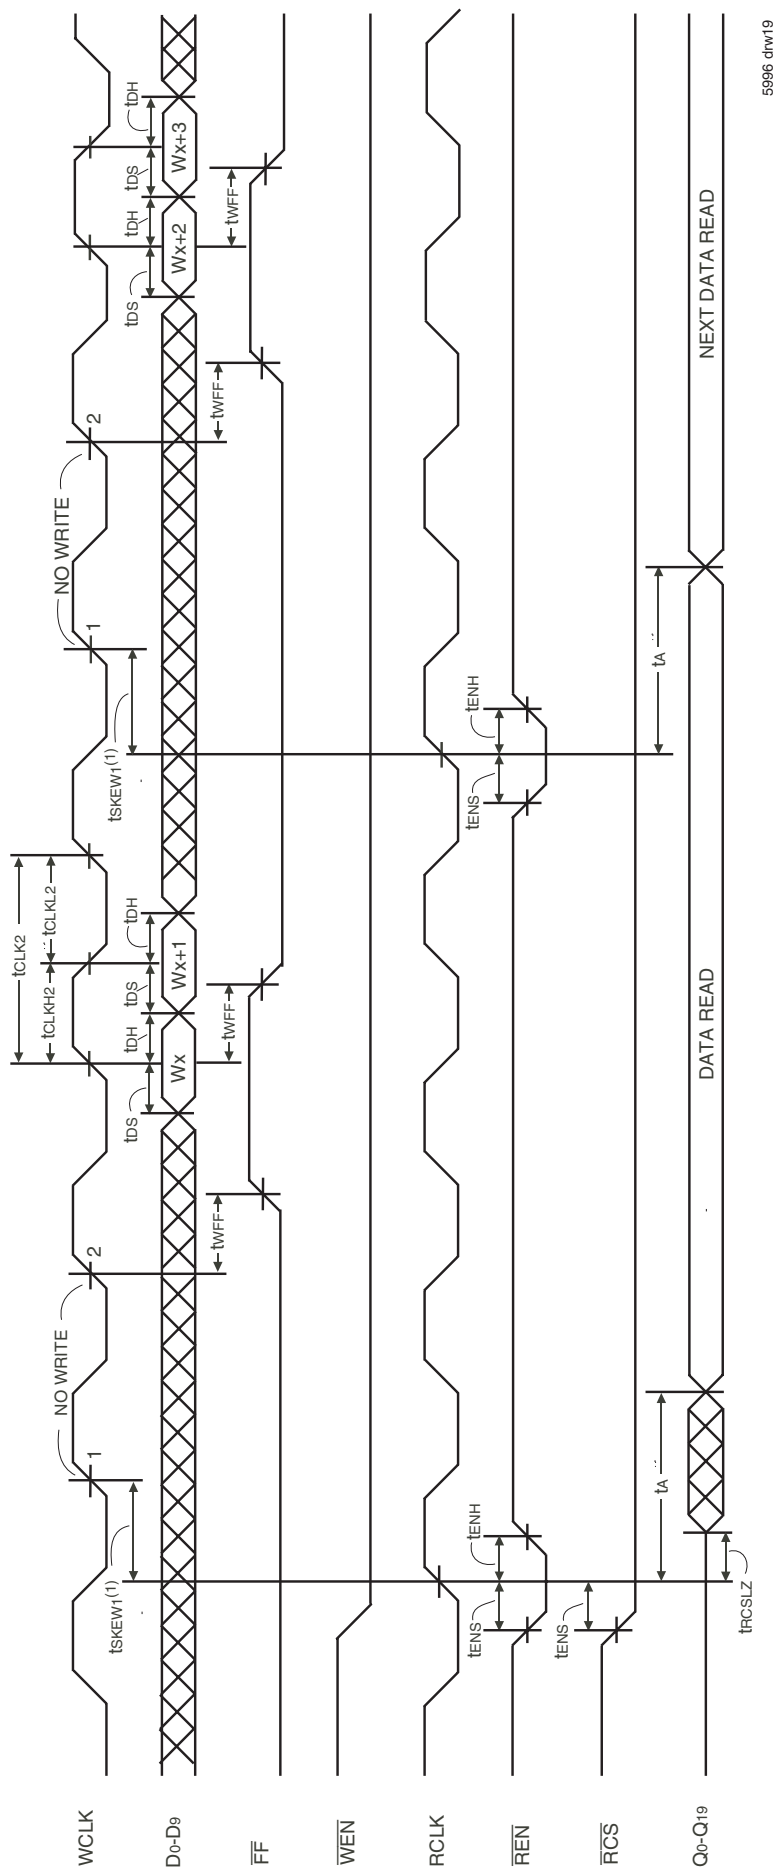 tCLK2
tCLKH2
tCLKL2
NO WRITE
NO WRITE
WCLK
1
2
1
2
tSKEW1(1)
tDS
tDH
tDS
tDH
tSKEW1(1)
tDS
tDH
tDS
tDH
D0-D9
Wx
Wx+1
Wx+2
Wx+3
tWFF
tWFF
tWFF
tWFF
FF
WEN
RCLK
tENS
tENH
tENS
tENH
REN
tENS
RCS
tA
tA
Q0-Q19
DATA READ
NEXT DATA READ
tRCSLZ
5996 drw19